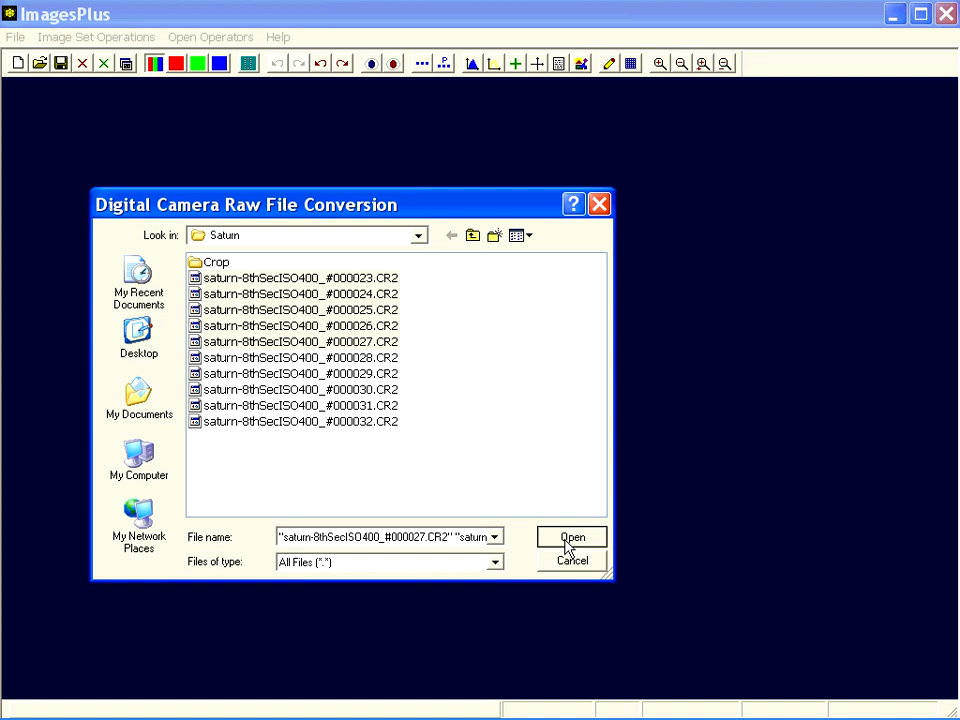 ImagesPlus
File Image Set Operations Open Operators Help
P
Digital Camera Raw File Conversion
Look in: Saturn
Crop
saturn-8thSecISO400_#000023.CR2
saturn-8thSecISO400_#000024.CR2
saturn-8thSecISO400_#000025.CR2
saturn-8thSecISO400_#000026.CR2
saturn-8thSecISO400_#000027.CR2
saturn-8thSecISO400_#000028.CR2
saturn-8thSecISO400_#000029.CR2
saturn-8thSecISO400_#000030.CR2
saturn-8thSecISO400_#000031.CR2
saturn-8thSecISO400_#000032.CR2
My Recent
Documents
Desktop
My Documents
My Computer
My Network
Places
File name: "saturn-8thSecISO400_#000027.CR2" "saturn Open
Files of type: All Files (*.*) Cancel